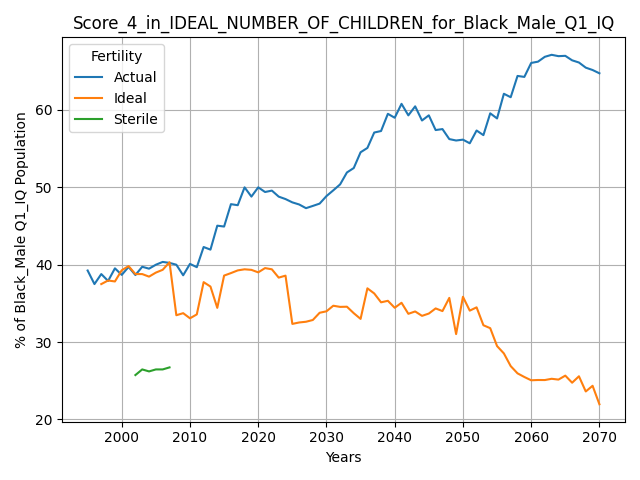 Score_4_in_IDEAL_NUMBER_OF_CHILDREN_for_Black_Male_Q1_IQ
Fertility
Actual
Ideal
Sterile
% of Black_Male Q1_IQ Population
60
50
40
30
20
2000 2010 2020 2030 2040 2050 2060 2070
Years